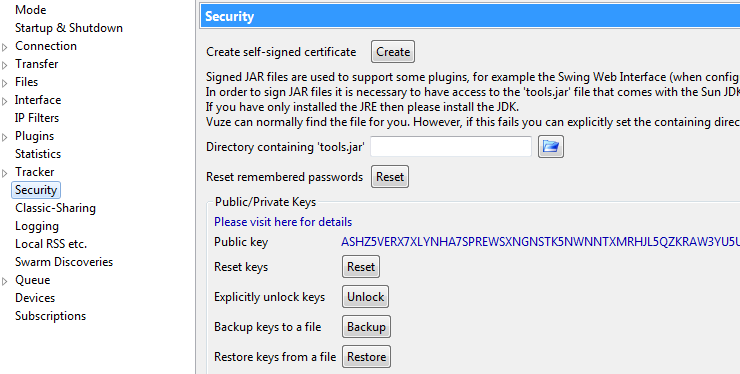 Mode
Startup & Shutdown
Connection
Transfer
Files
Interface
IP Filters
Plugins
Statistics
Tracker
Security
Classic-Sharing
Logging
Local RSS etc.
Swarm Discoveries
Queue
Devices
Subscriptions
Security
Create self-signed certificate Create
Signed JAR files are used to support some plugins, for example the Swing Web Interface (when config
In order to sign JAR files it is necessary to have access to the 'tools.jar' file that comes with the Sun JDK
If you have only installed the JRE then please install the JDK.
Vuze can normally find the file for you. However, if this fails you can explicitly set the containing direc
Directory containing 'tools.jar'
Reset remembered passwords Reset
Public/Private Keys
Please visit here for details
Public key ASHZ5VERX7XLYNHA7SPREWSXNGNSTK5NWNNTXMRHJL5QZKRAW3YU5U
Reset keys Reset
Explicitly unlock keys Unlock
Backup keys to a file Backup
Restore keys from a file Restore